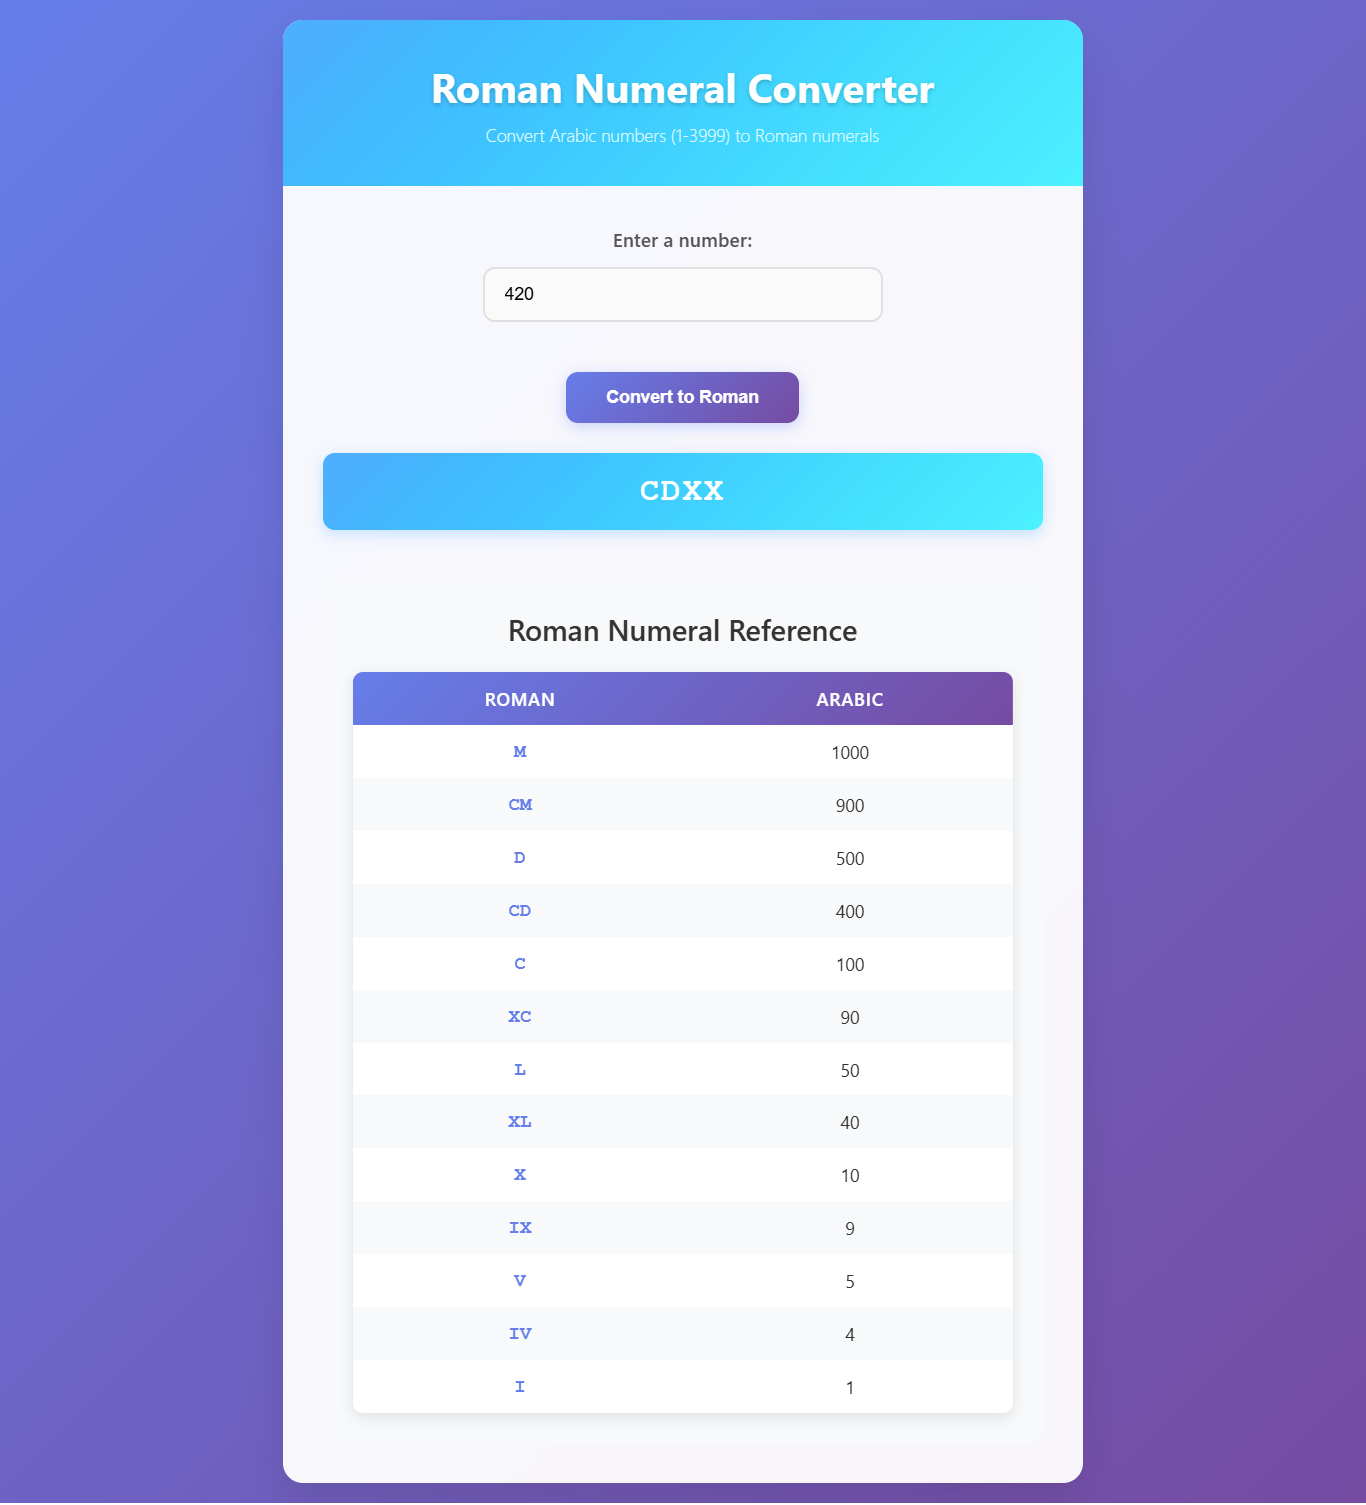 Roman Numeral Converter
Convert Arabic numbers (1-3999) to Roman numerals
Enter a number:
420
Convert to Roman
CDXX
Roman Numeral Reference
ROMAN ARABIC
M 1000
CM 900
D 500
CD 400
C 100
XC 90
L 50
XL 40
X 10
IX 9
V 5
IV 4
I 1